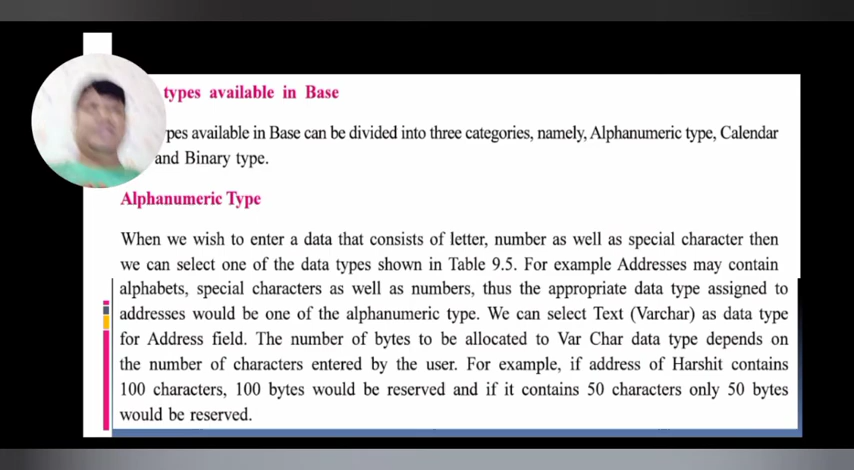 types available in Base
pes available in Base can be divided into three categories, namely, Alphanumeric type, Calendar
and Binary type.
Alphanumeric Type
When we wish to enter a data that consists of letter, number as well as special character then
we can select one of the data types shown in Table 9.5. For example Addresses may contain
alphabets, special characters as well as numbers, thus the appropriate data type assigned to
addresses would be one of the alphanumeric type. We can select Text (Varchar) as data type
for Address field. The number of bytes to be allocated to Var Char data type depends on
the number of characters entered by the user. For example, if address of Harshit contains
100 characters, 100 bytes would be reserved and if it contains 50 characters only 50 bytes
would be reserved.